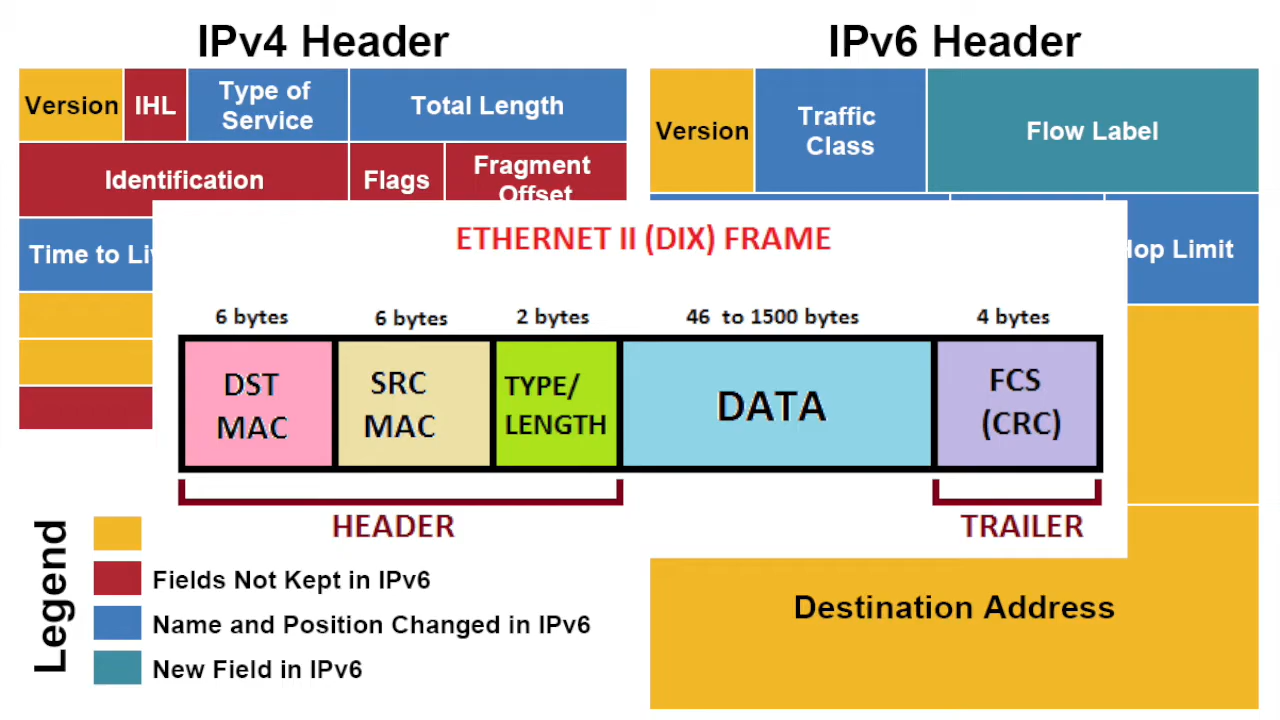 IPv4 Header
IPv6 Header
Version
IHL
Type of
Service
Total Length
Version
Traffic
Class
Flow Label
Identification
Flags
Fragment
Offset
Time to
Limit
ETHERNET II (DIX) FRAME
6 bytes
6 bytes
2 bytes
46 to 1500 bytes
4 bytes
DST
MAC
SRC
MAC
TYPE/
LENGTH
DATA
FCS
(CRC)
HEADER
TRAILER
Legend
Fields Not Kept in IPv6
Name and Position Changed in IPv6
New Field in IPv6
Destination Address